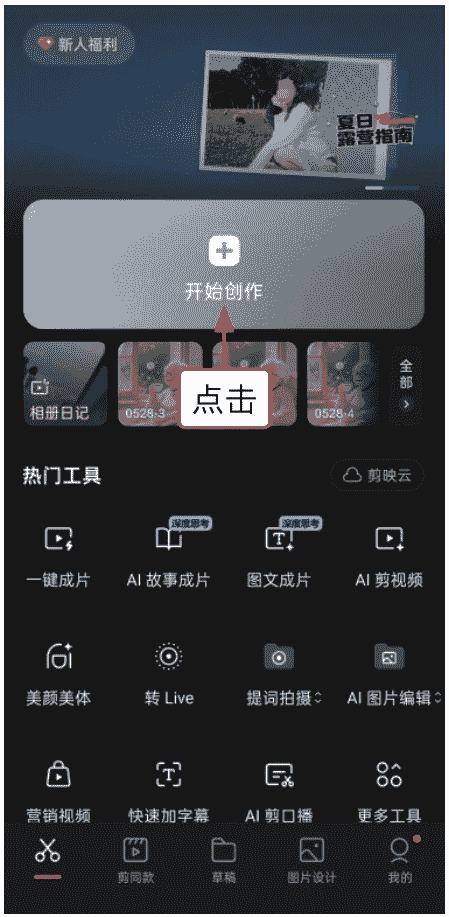 新人福利
夏日
露营指南
开始创作
相册日记
0528-3
点击
0528-4
全部
热门工具
剪映云
深度思考
深度思考
一键成片
AI 故事成片
图文成片
AI 剪视频
美颜美体
转 Live
提词拍摄
AI 图片编辑
营销视频
快速加字幕
AI 剪口播
更多工具
剪同款
草稿
图片设计
我的